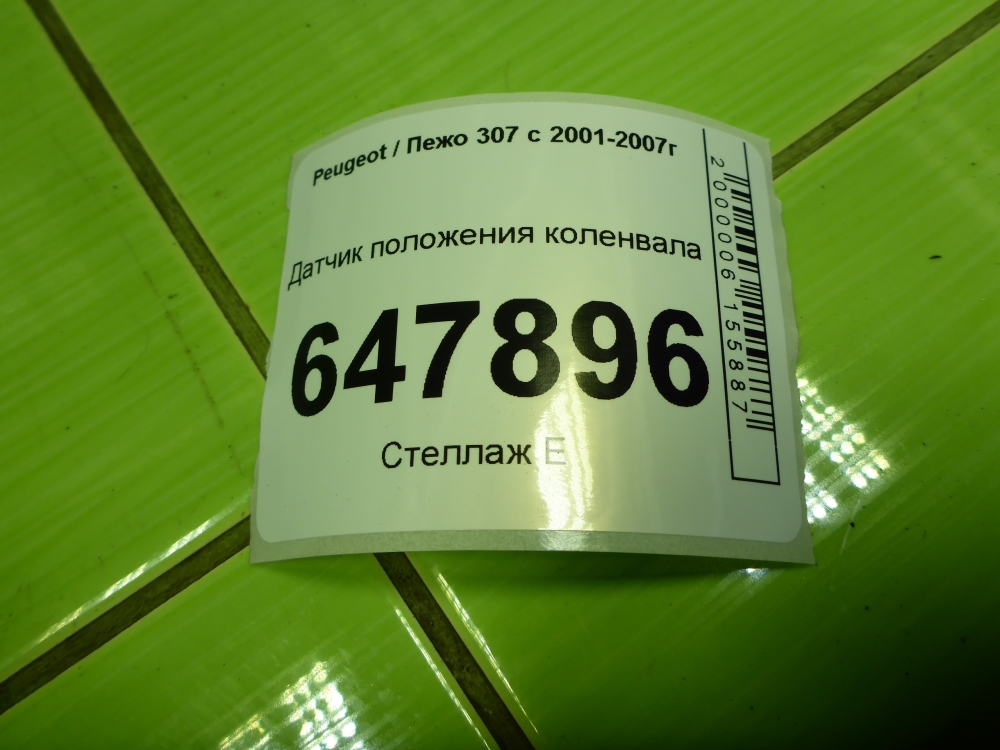 Peugeot / Пежо 307 с 2001-2007г
Датчик положения коленвала
647896
Стеллаж Е
2000006155887